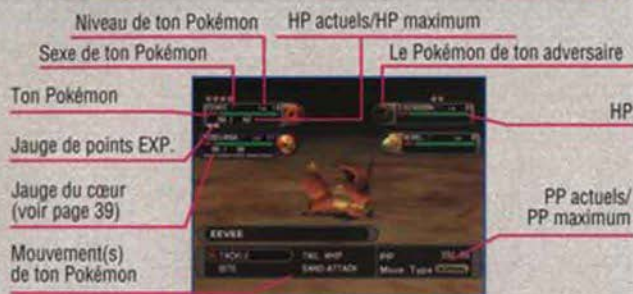 Niveau de ton Pokémon
HP actuels/HP maximum
Sexe de ton Pokémon
Le Pokémon de ton adversaire
Ton Pokémon
HP
Jauge de points EXP.
Jauge du cœur
(voir page 39)
PP actuels/
PP maximum
Mouvement(s)
de ton Pokémon
EEVEE
TACKLE
TAIL WHIP
PP
BITE
SAND-ATTACK
Move Type